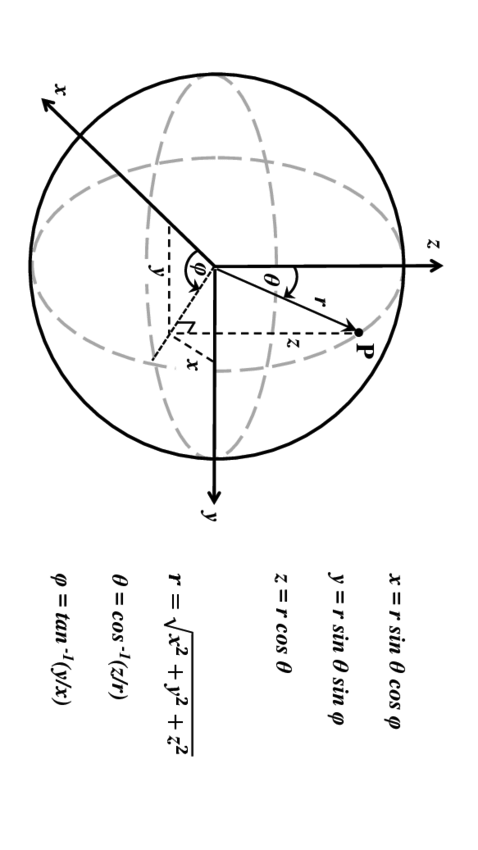 z
θ
r
P
z
φ
y
x
x
y
x = r sin θ cos φ
y = r sin θ sin φ
z = r cos θ
r = √x² + y² + z²
θ = cos⁻¹(z/r)
φ = tan⁻¹(y/x)